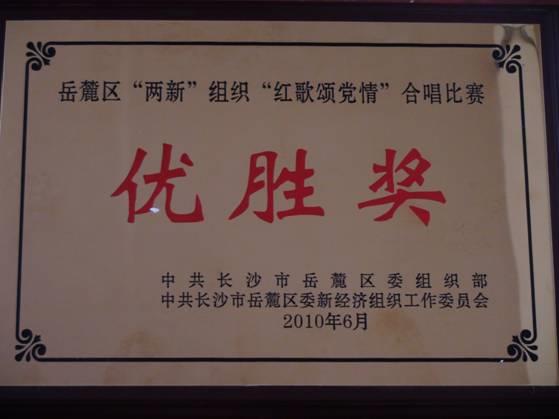 岳麓区“两新”组织“红歌颂党情”合唱比赛
优胜奖
中共长沙市岳麓区委组织部
中共长沙市岳麓区委新经济组织工作委员会
2010年6月